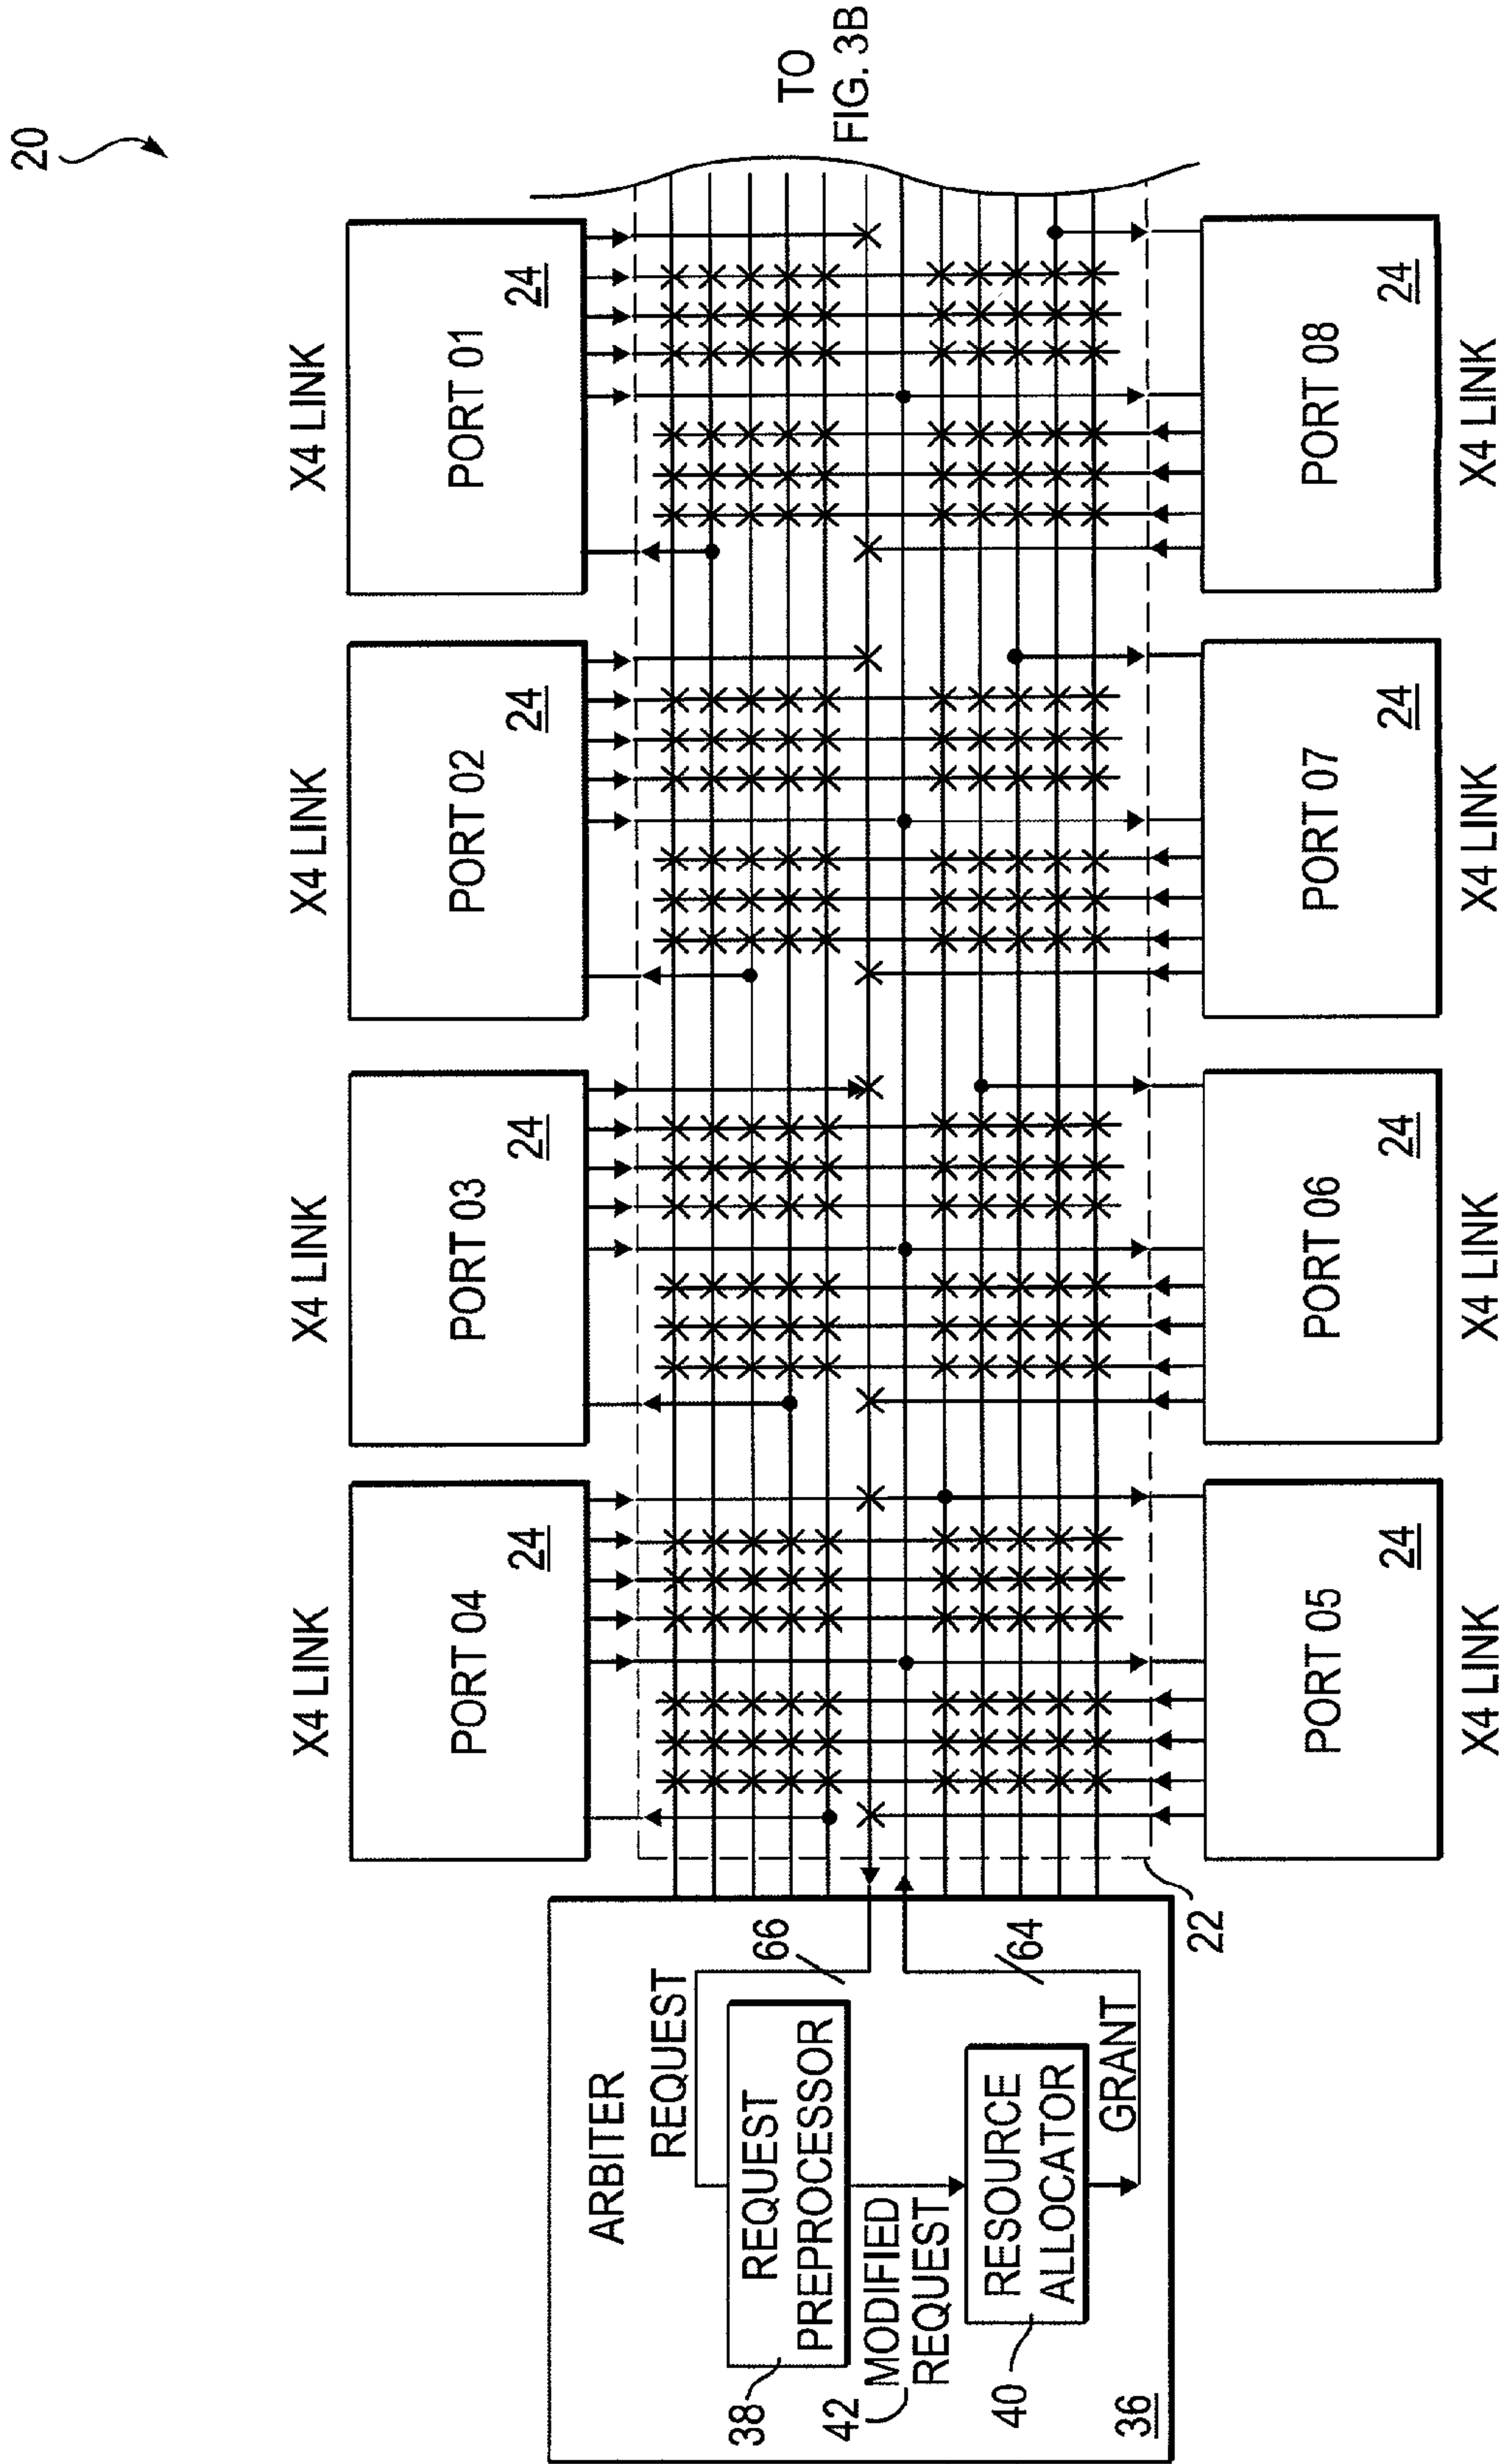 20
X4 LINK
X4 LINK
X4 LINK
X4 LINK
PORT 04
24
PORT 03
24
PORT 02
24
PORT 01
24
ARBITER
REQUEST
66
REQUEST
PREPROCESSOR
38
42
MODIFIED
REQUEST
RESOURCE
ALLOCATOR
40
GRANT
64
36
22
TO
FIG. 3B
PORT 05
24
PORT 06
24
PORT 07
24
PORT 08
24
X4 LINK
X4 LINK
X4 LINK
X4 LINK